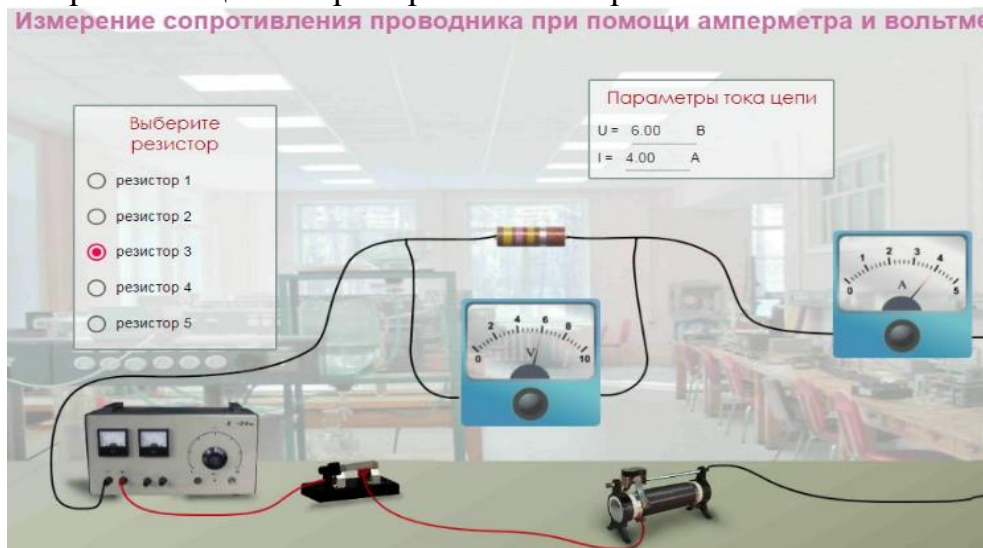 Измерение сопротивления проводника при помощи амперметра и вольтме
Выберите
резистор
резистор 1
резистор 2
резистор 3
резистор 4
резистор 5
Параметры тока цепи
U = 6.00 В
I = 4.00 А
0 2 4 6 8 10
V
0 1 2 3 4 5
A